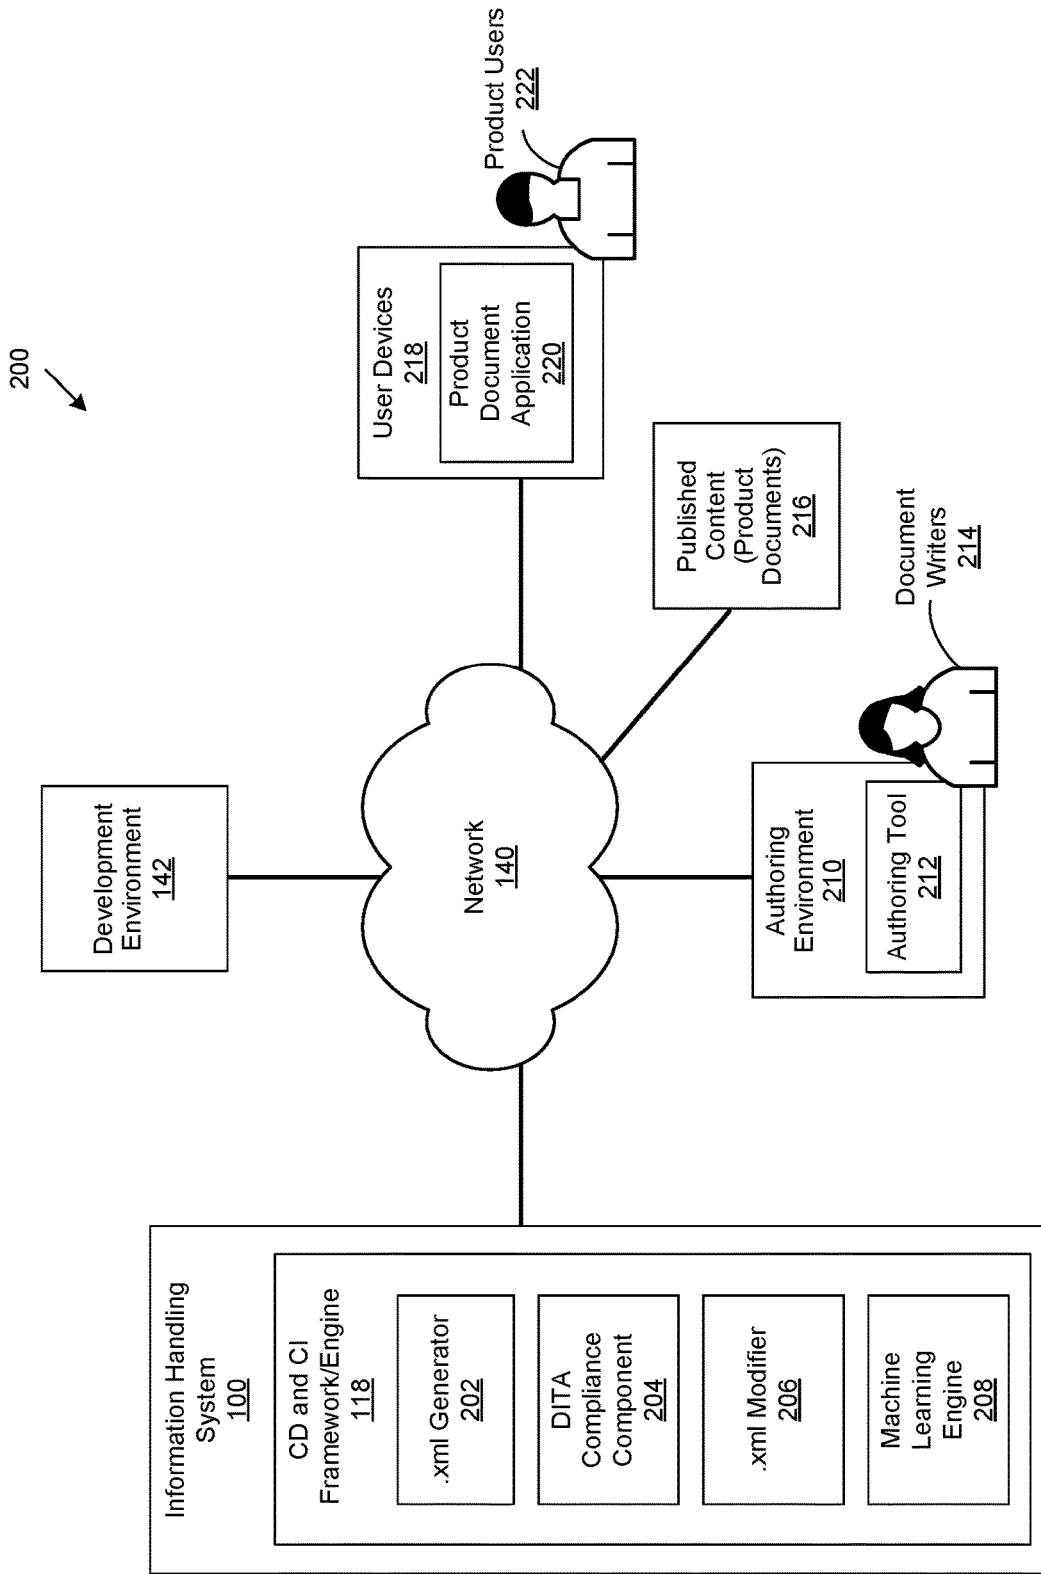 200
Information Handling
System
100
CD and CI
Framework/Engine
118
.xml Generator
202
DITA
Compliance
Component
204
.xml Modifier
206
Machine
Learning
Engine
208
Development
Environment
142
Network
140
User Devices
218
Product
Document
Application
220
Product Users
222
Published
Content
(Product
Documents)
216
Authoring
Environment
210
Authoring Tool
212
Document
Writers
214